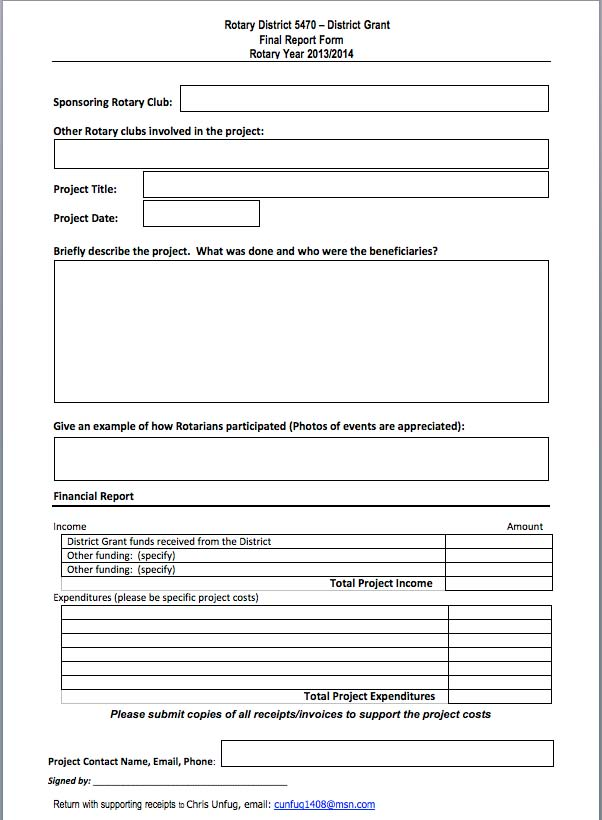 Rotary District 5470 – District Grant
Final Report Form
Rotary Year 2013/2014
Sponsoring Rotary Club:
Other Rotary clubs involved in the project:
Project Title:
Project Date:
Briefly describe the project.  What was done and who were the beneficiaries?
Give an example of how Rotarians participated (Photos of events are appreciated):
Financial Report
Income Amount
District Grant funds received from the District
Other funding:  (specify)
Other funding:  (specify)
Total Project Income
Expenditures (please be specific project costs)
Total Project Expenditures
Please submit copies of all receipts/invoices to support the project costs
Project Contact Name, Email, Phone:
Signed by: ___________________________________
Return with supporting receipts to Chris Unfug, email: cunfug1408@msn.com